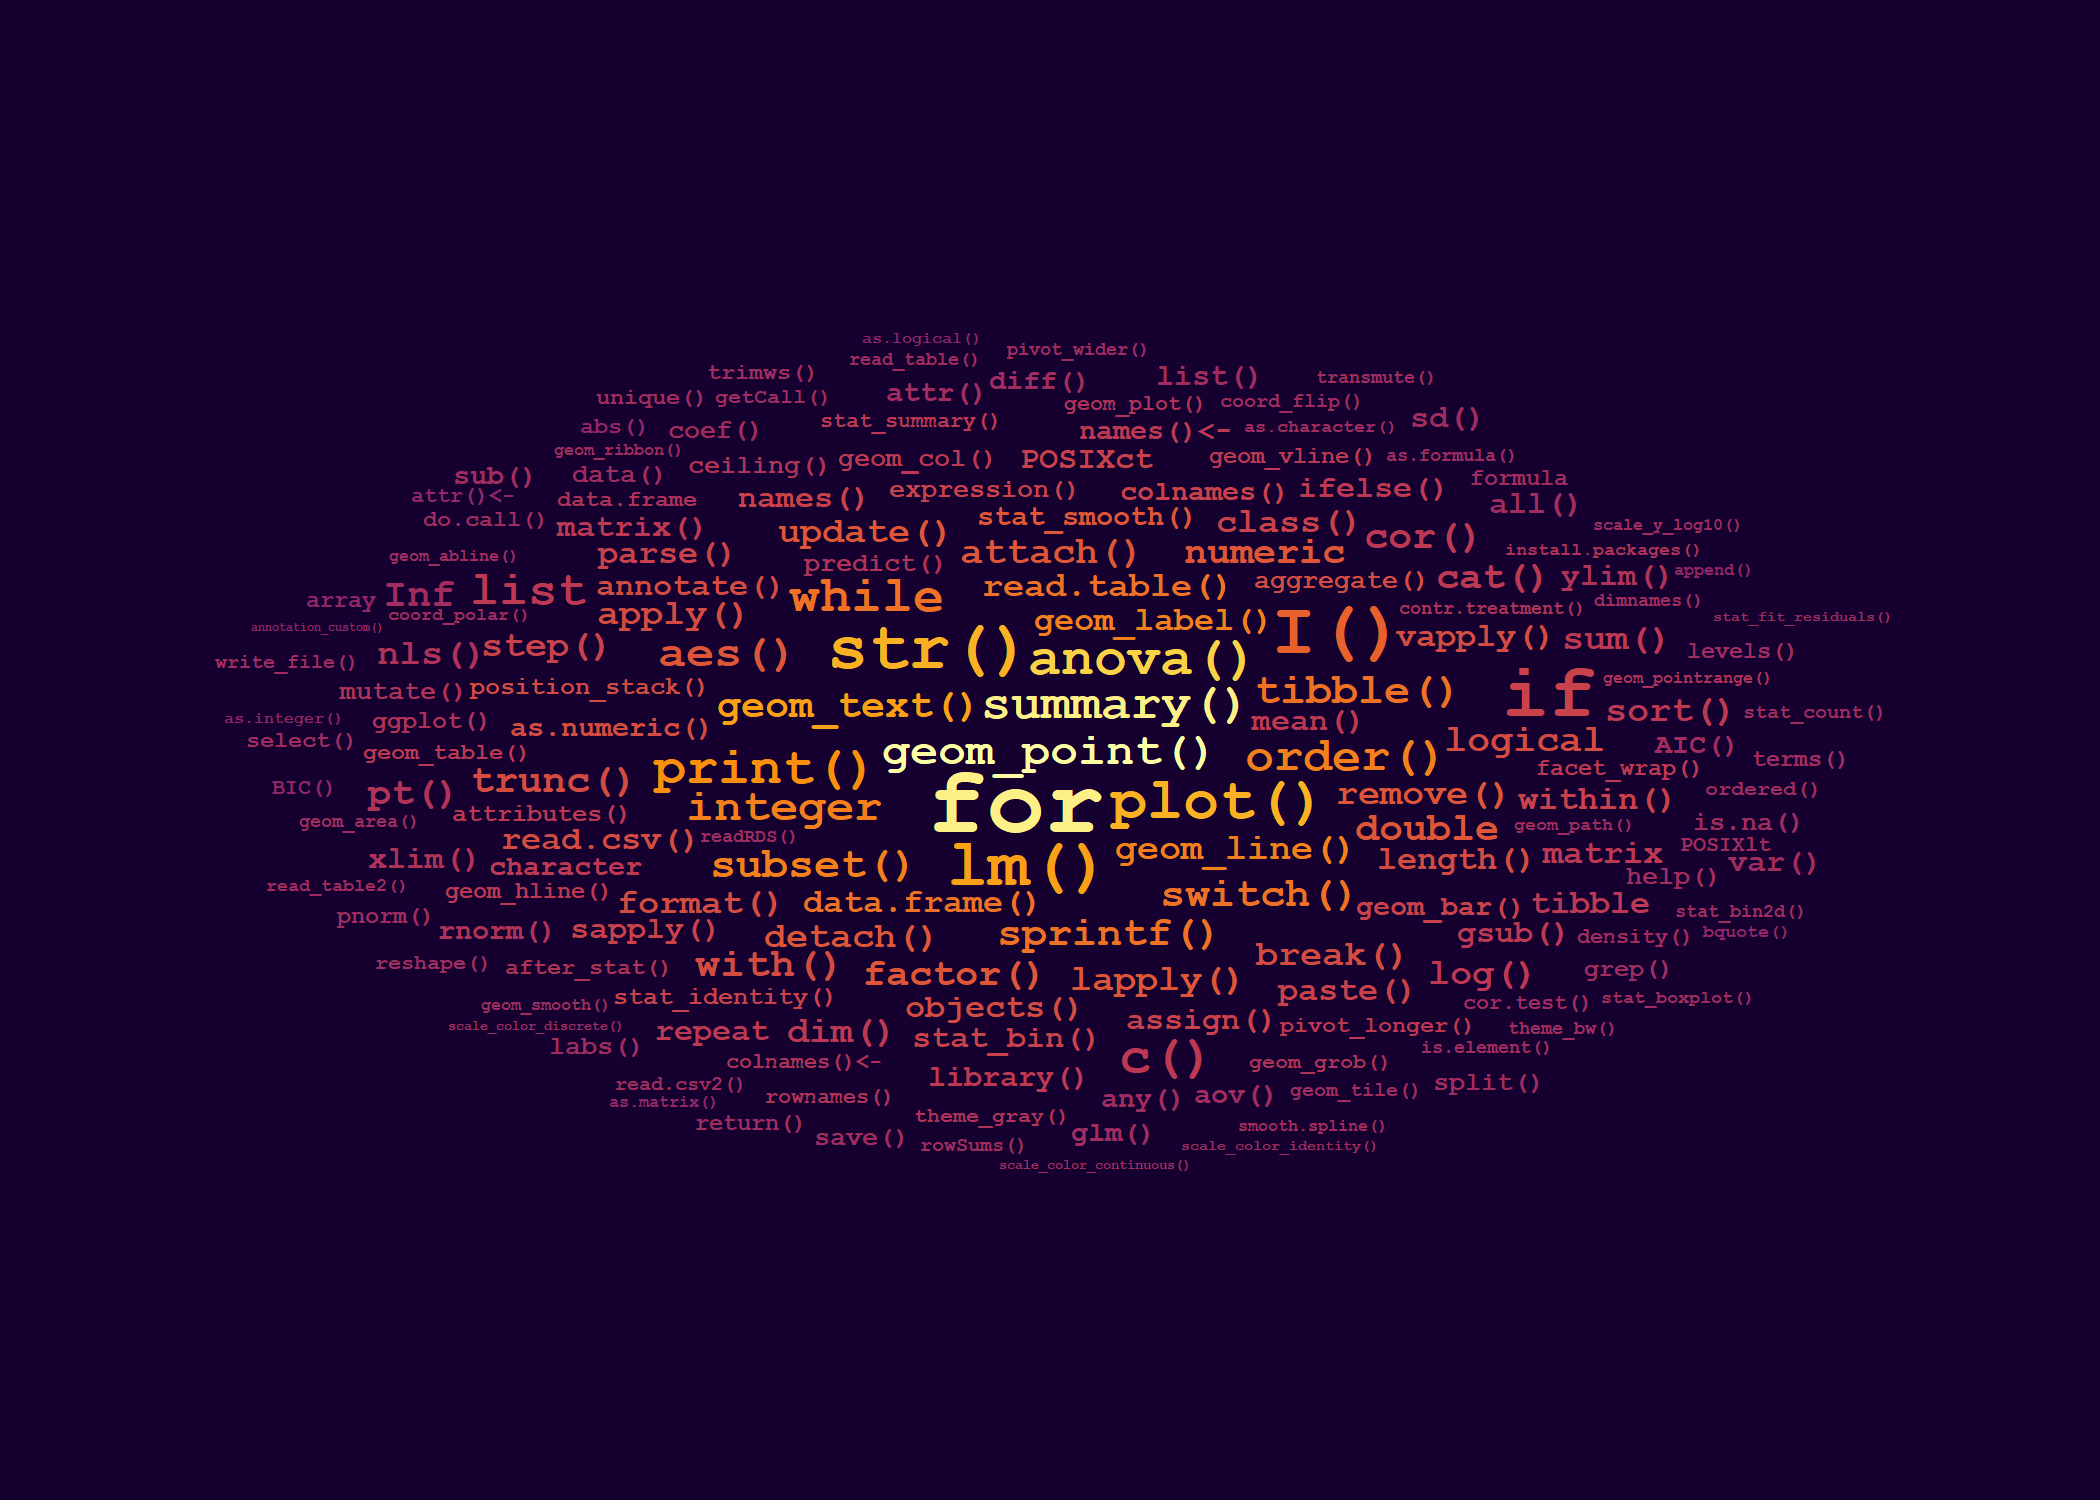 as.logical()
pivot_wider()
read_table()
trimws()
diff()
list()
transmute()
attr()
unique()
getCall()
geom_plot()
coord_flip()
stat_summary()
sd()
abs()
coef()
names()<-
as.character()
geom_ribbon()
ceiling()
geom_col()
POSIXct
geom_vline()
as.formula()
sub()
data()
formula
attr()<-
data.frame
names()
expression()
colnames()
ifelse()
all()
do.call()
matrix()
update()
stat_smooth()
class()
cor()
scale_y_log10()
geom_abline()
parse()
predict()
attach()
numeric
install.packages()
array
Inf
list
annotate()
while
read.table()
aggregate()
cat()
ylim()
append()
coord_polar()
apply()
geom_label()
I()
contr.treatment()
dimnames()
stat_fit_residuals()
annotation_custom()
nls()
step()
aes()
str()
anova()
vapply()
sum()
levels()
write_file()
mutate()
position_stack()
geom_text()
summary()
tibble()
if
geom_pointrange()
as.integer()
ggplot()
as.numeric()
mean()
sort()
stat_count()
select()
geom_table()
geom_point()
order()
logical
AIC()
terms()
BIC()
pt()
trunc()
print()
for
plot()
remove()
facet_wrap()
within()
ordered()
geom_area()
attributes()
integer
double
geom_path()
is.na()
xlim()
read.csv()
readRDS()
lm()
geom_line()
length()
matrix
POSIXlt
var()
character
subset()
help()
read_table2()
geom_hline()
format()
data.frame()
switch()
geom_bar()
tibble
stat_bin2d()
pnorm()
rnorm()
sapply()
detach()
sprintf()
gsub()
density()
bquote()
reshape()
after_stat()
with()
factor()
lapply()
break()
log()
grep()
geom_smooth()
stat_identity()
objects()
paste()
cor.test()
stat_boxplot()
scale_color_discrete()
repeat
dim()
stat_bin()
assign()
pivot_longer()
theme_bw()
labs()
colnames()<-
c()
geom_grob()
is.element()
read.csv2()
library()
geom_tile()
split()
as.matrix()
rownames()
any()
aov()
return()
theme_gray()
save()
rowSums()
glm()
smooth.spline()
scale_color_identity()
scale_color_continuous()